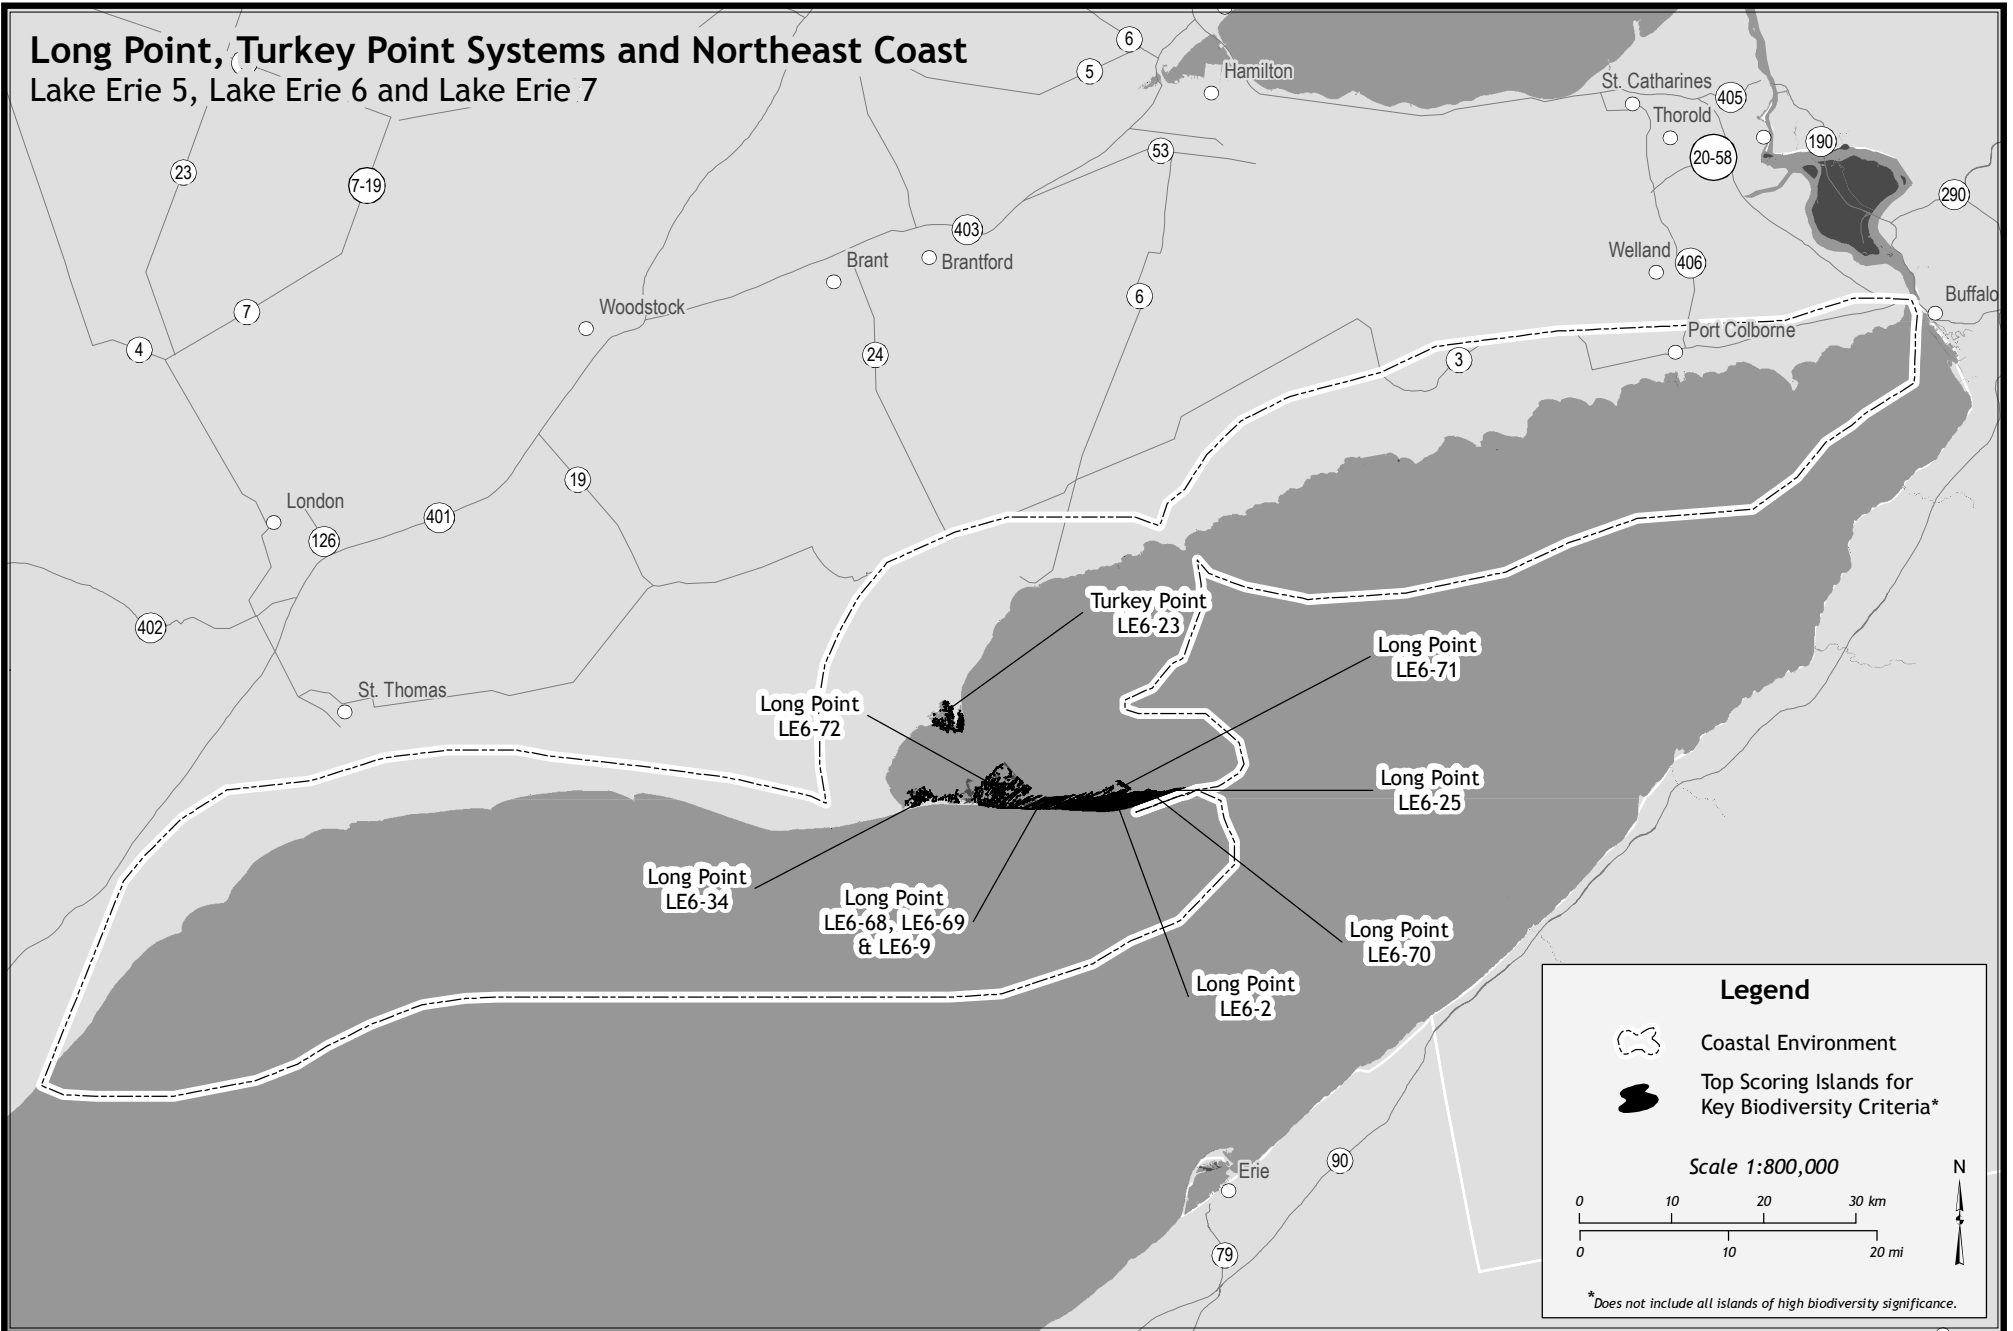 Long Point, Turkey Point Systems and Northeast Coast
Lake Erie 5, Lake Erie 6 and Lake Erie 7
6
5
Hamilton
St. Catharines
405
Thorold
20-58
190
290
23
7-19
53
403
Brant
Brantford
Welland
406
Buffalo
6
7
Woodstock
4
24
Port Colborne
3
19
London
401
126
402
St. Thomas
Turkey Point
LE6-23
Long Point
LE6-71
Long Point
LE6-72
Long Point
LE6-25
Long Point
LE6-34
Long Point
LE6-68, LE6-69
& LE6-9
Long Point
LE6-70
Long Point
LE6-2
Erie
90
79
Legend
Coastal Environment
Top Scoring Islands for
Key Biodiversity Criteria*
Scale 1:800,000
N
0 10 20 30 km
0 10 20 mi
*Does not include all islands of high biodiversity significance.